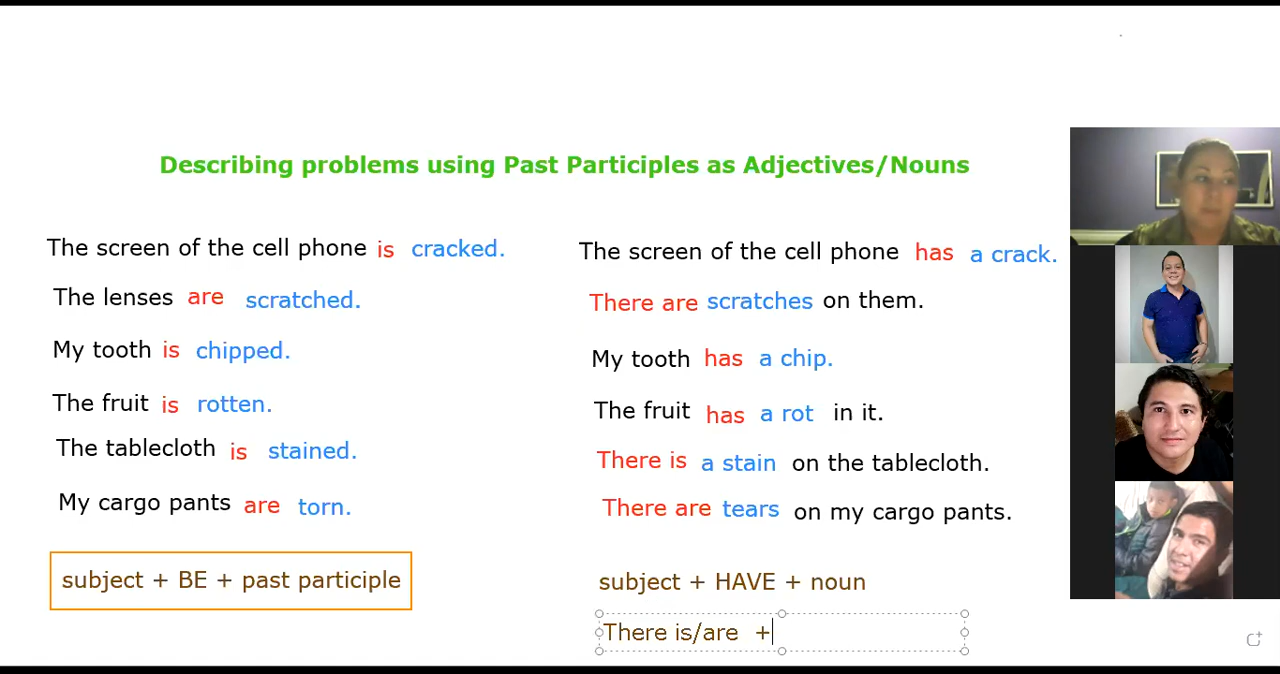 Describing problems using Past Participles as Adjectives/Nouns
The screen of the cell phone is cracked.
The lenses are scratched.
My tooth is chipped.
The fruit is rotten.
The tablecloth is stained.
My cargo pants are torn.
subject + BE + past participle
The screen of the cell phone has a crack.
There are scratches on them.
My tooth has a chip.
The fruit has a rot in it.
There is a stain on the tablecloth.
There are tears on my cargo pants.
subject + HAVE + noun
There is/are +